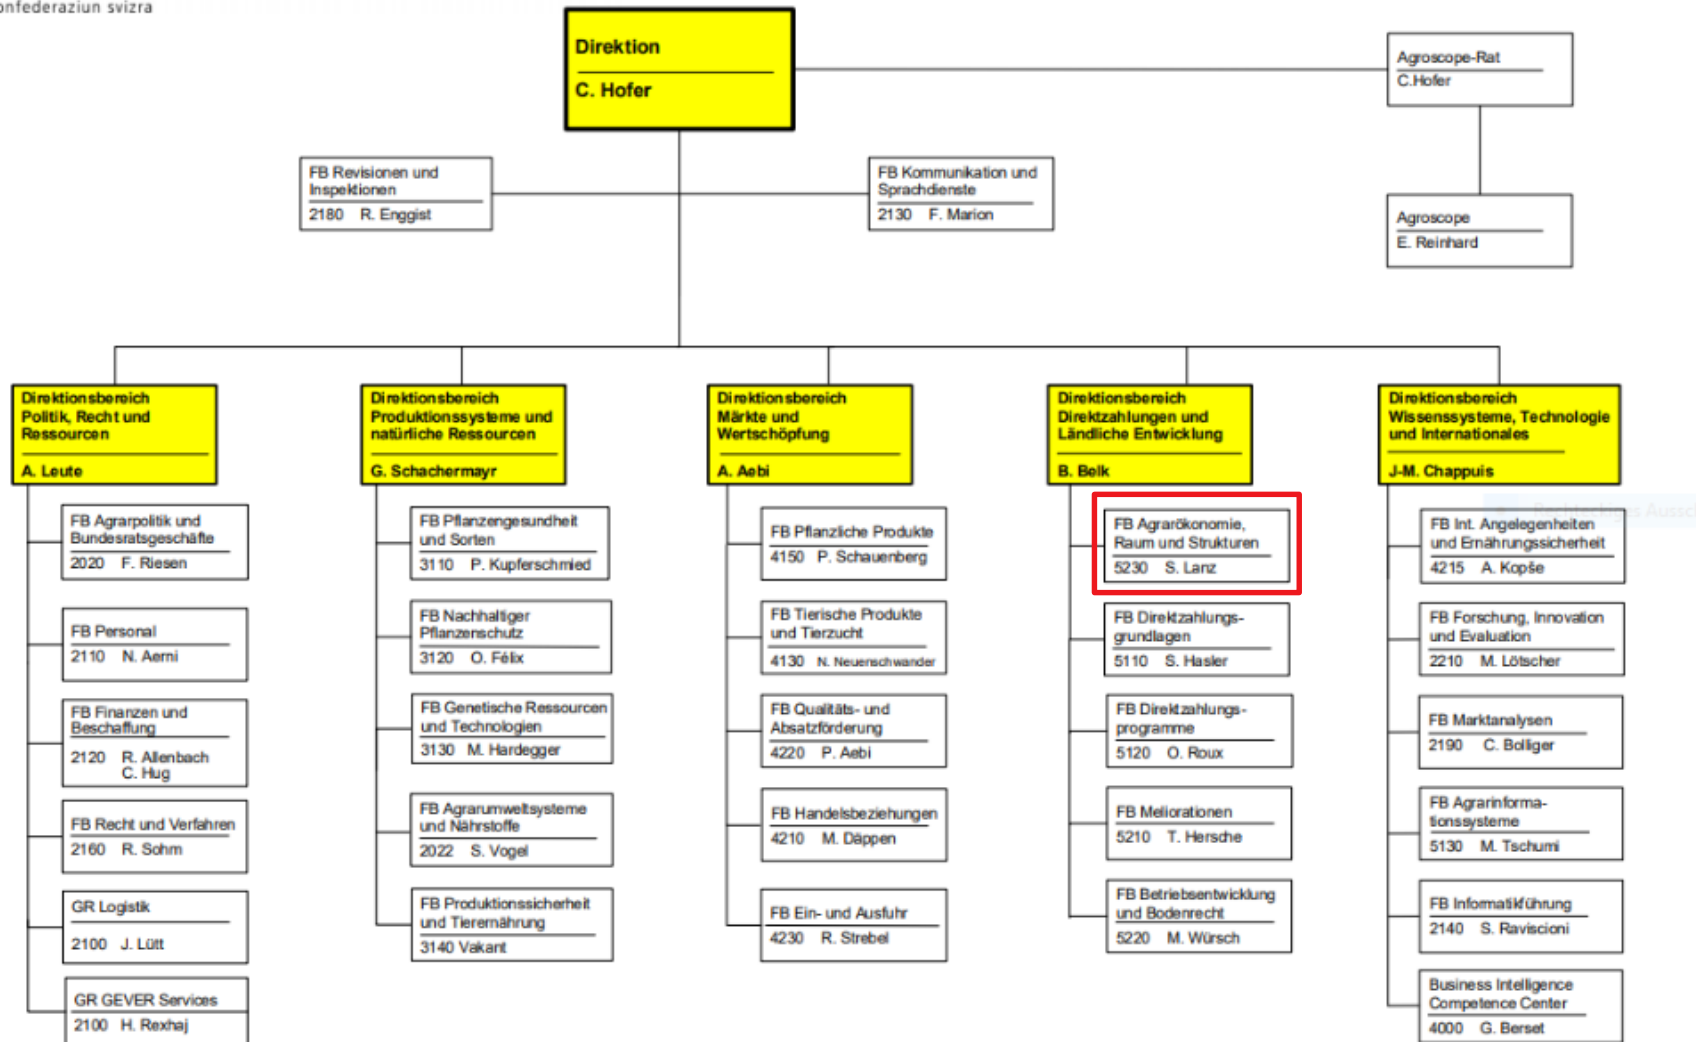 onfederaziun svizra
Direktion
C. Hofer
Agroscope-Rat
C.Hofer
FB Revisionen und
Inspektionen
2180 R. Enggist
FB Kommunikation und
Sprachdienste
2130 F. Marion
Agroscope
E. Reinhard
Direktionsbereich
Politik, Recht und
Ressourcen
A. Leute
FB Agrarpolitik und
Bundesratsgeschäfte
2020 F. Riesen
FB Personal
2110 N. Aerni
FB Finanzen und
Beschaffung
2120 R. Allenbach
C. Hug
FB Recht und Verfahren
2160 R. Sohm
GR Logistik
2100 J. Lütt
GR GEVER Services
2100 H. Rexhaj
Direktionsbereich
Produktionssysteme und
natürliche Ressourcen
G. Schachermayr
FB Pflanzengesundheit
und Sorten
3110 P. Kupferschmied
FB Nachhaltiger
Pflanzenschutz
3120 O. Félix
FB Genetische Ressourcen
und Technologien
3130 M. Hardegger
FB Agrarumweltsysteme
und Nährstoffe
2022 S. Vogel
FB Produktionssicherheit
und Tierernährung
3140 Vakant
Direktionsbereich
Märkte und
Wertschöpfung
A. Aebi
FB Pflanzliche Produkte
4150 P. Schauenberg
FB Tierische Produkte
und Tierzucht
4130 N. Neuenschwander
FB Qualitäts- und
Absatzförderung
4220 P. Aebi
FB Handelsbeziehungen
4210 M. Däppen
FB Ein- und Ausfuhr
4230 R. Strebel
Direktionsbereich
Direktzahlungen und
Ländliche Entwicklung
B. Belk
FB Agrarökonomie,
Raum und Strukturen
5230 S. Lanz
FB Direktzahlungs-
grundlagen
5110 S. Hasler
FB Direktzahlungs-
programme
5120 O. Roux
FB Meliorationen
5210 T. Hersche
FB Betriebsentwicklung
und Bodenrecht
5220 M. Würsch
Direktionsbereich
Wissenssysteme, Technologie
und Internationales
J-M. Chappuis
Rechteckiges Aussc
FB Int. Angelegenheiten
und Ernährungssicherheit
4215 A. Kopše
FB Forschung, Innovation
und Evaluation
2210 M. Lötscher
FB Marktanalysen
2190 C. Bolliger
FB Agrarinforma-
tionssysteme
5130 M. Tschumi
FB Informatikführung
2140 S. Raviscioni
Business Intelligence
Competence Center
4000 G. Berset